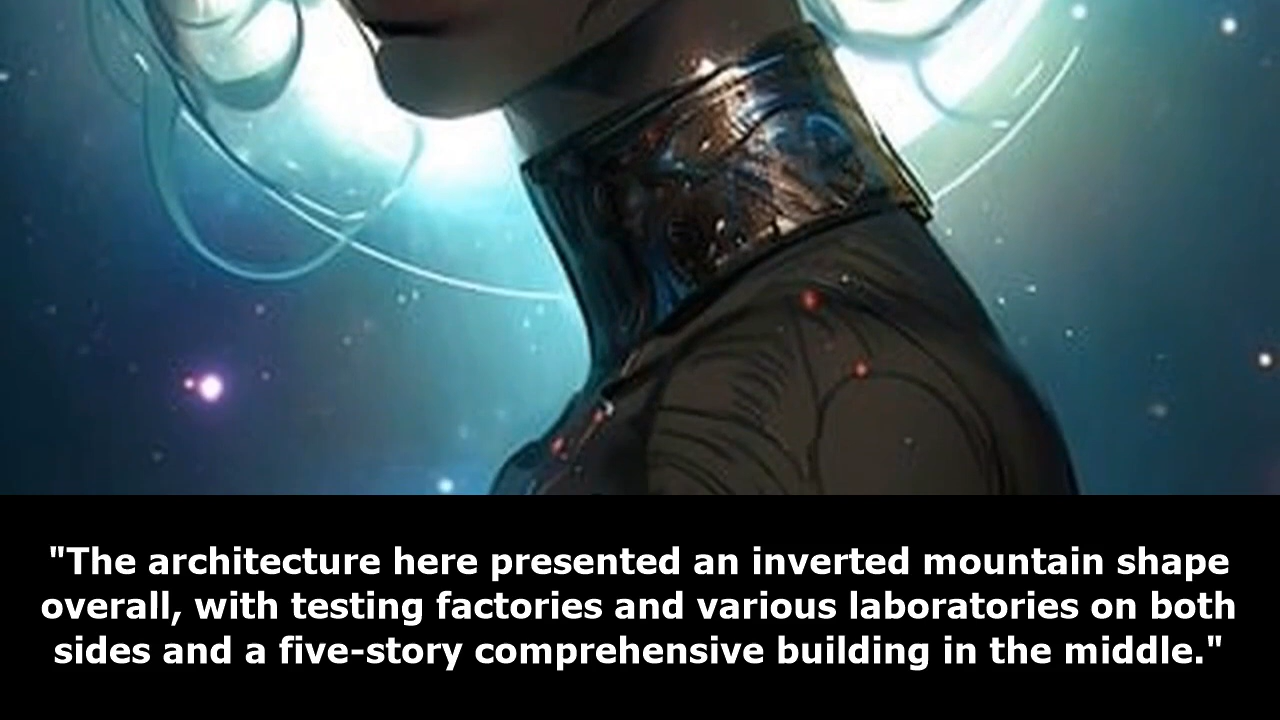 "The architecture here presented an inverted mountain shape
overall, with testing factories and various laboratories on both
sides and a five-story comprehensive building in the middle."